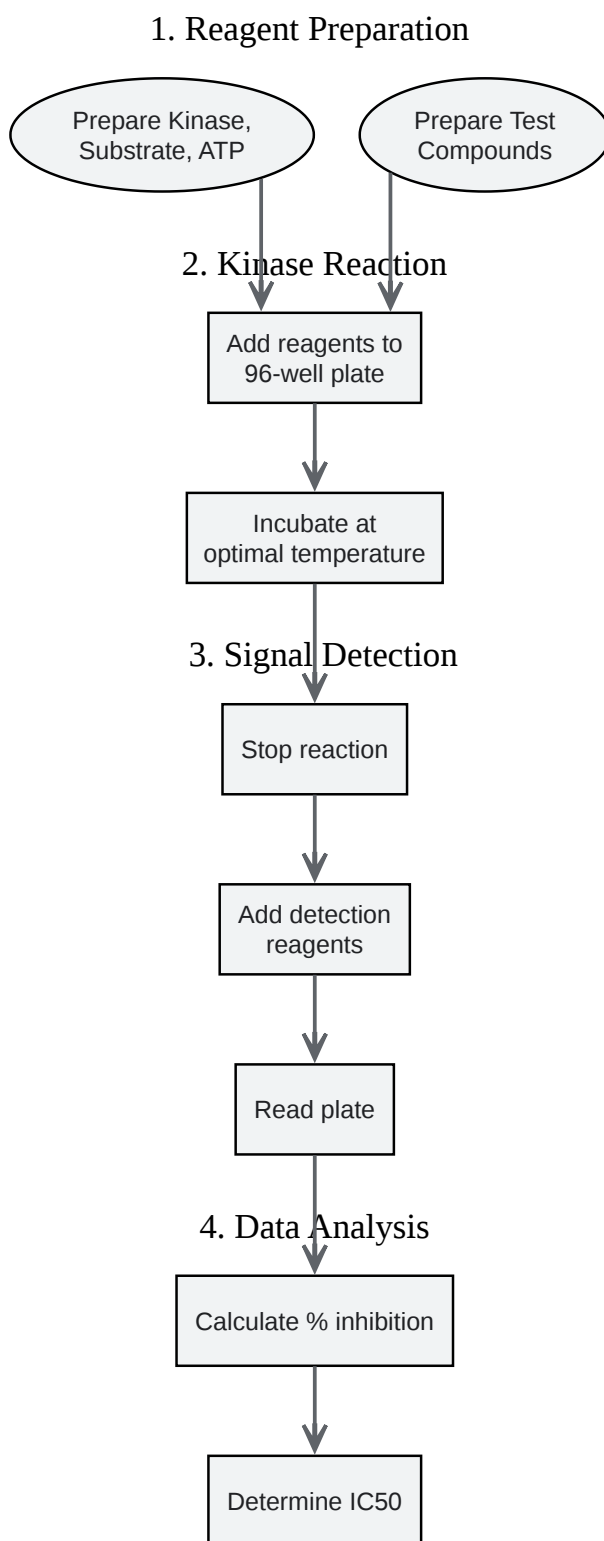 1. Reagent Preparation
Prepare Kinase,
Substrate, ATP
Prepare Test
Compounds
2. Kinase Reaction
Add reagents to
96-well plate
Incubate at
optimal temperature
3. Signal Detection
Stop reaction
Add detection
reagents
Read plate
4. Data Analysis
Calculate % inhibition
Determine IC50